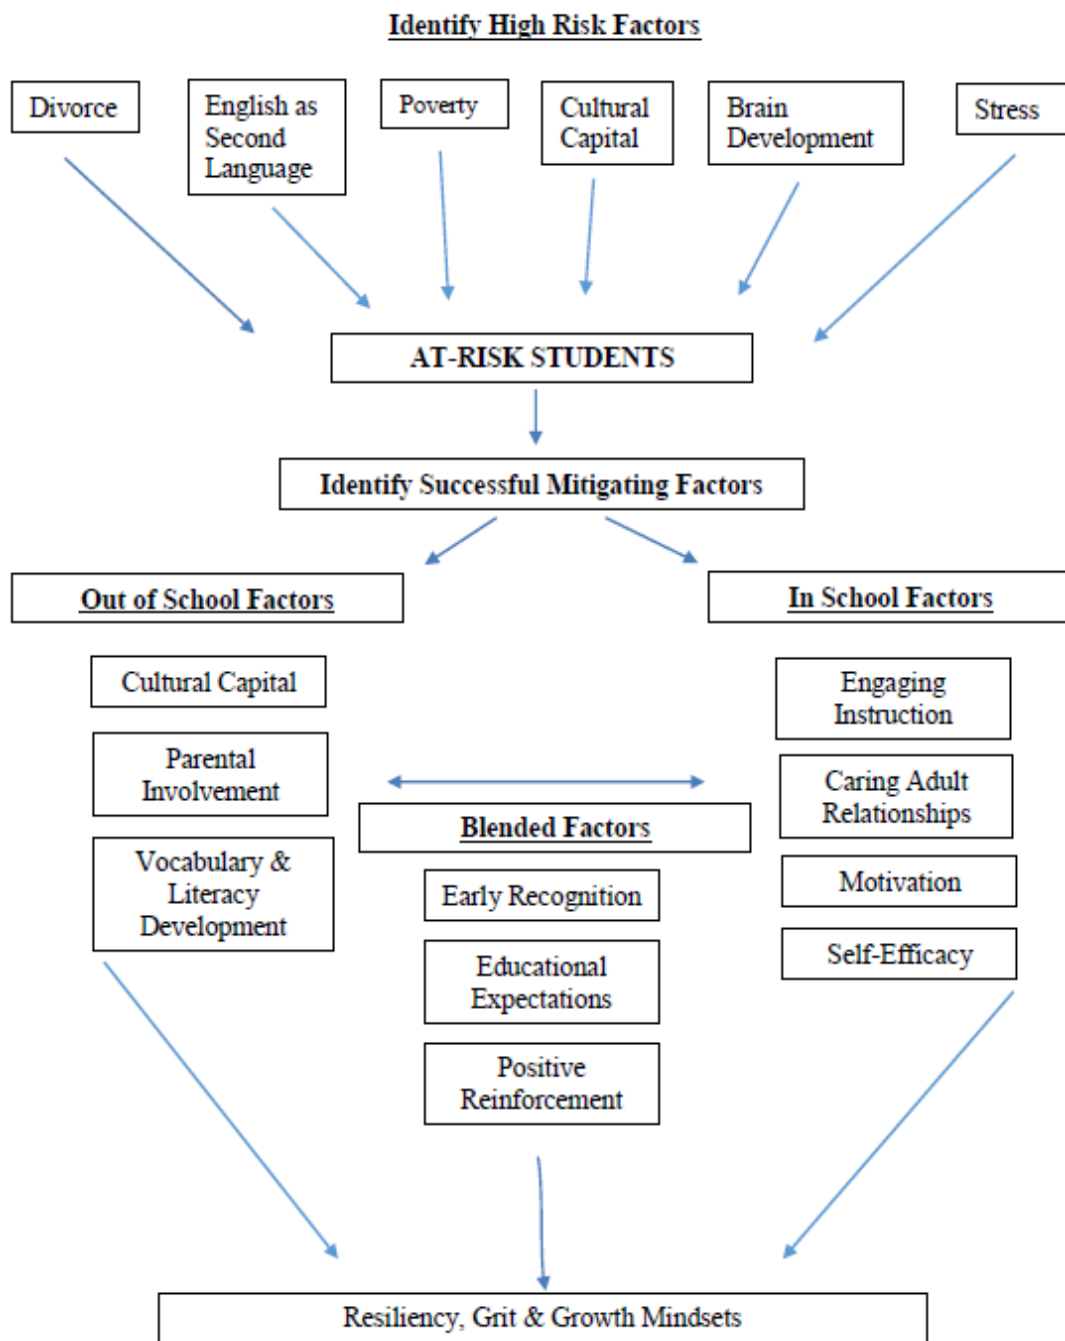 Identify High Risk Factors
Divorce
English as
Second
Language
Poverty
Cultural
Capital
Brain
Development
Stress
AT-RISK STUDENTS
Identify Successful Mitigating Factors
Out of School Factors
Cultural Capital
Parental
Involvement
Vocabulary &
Literacy
Development
In School Factors
Engaging
Instruction
Caring Adult
Relationships
Motivation
Self-Efficacy
Blended Factors
Early Recognition
Educational
Expectations
Positive
Reinforcement
Resiliency, Grit & Growth Mindsets